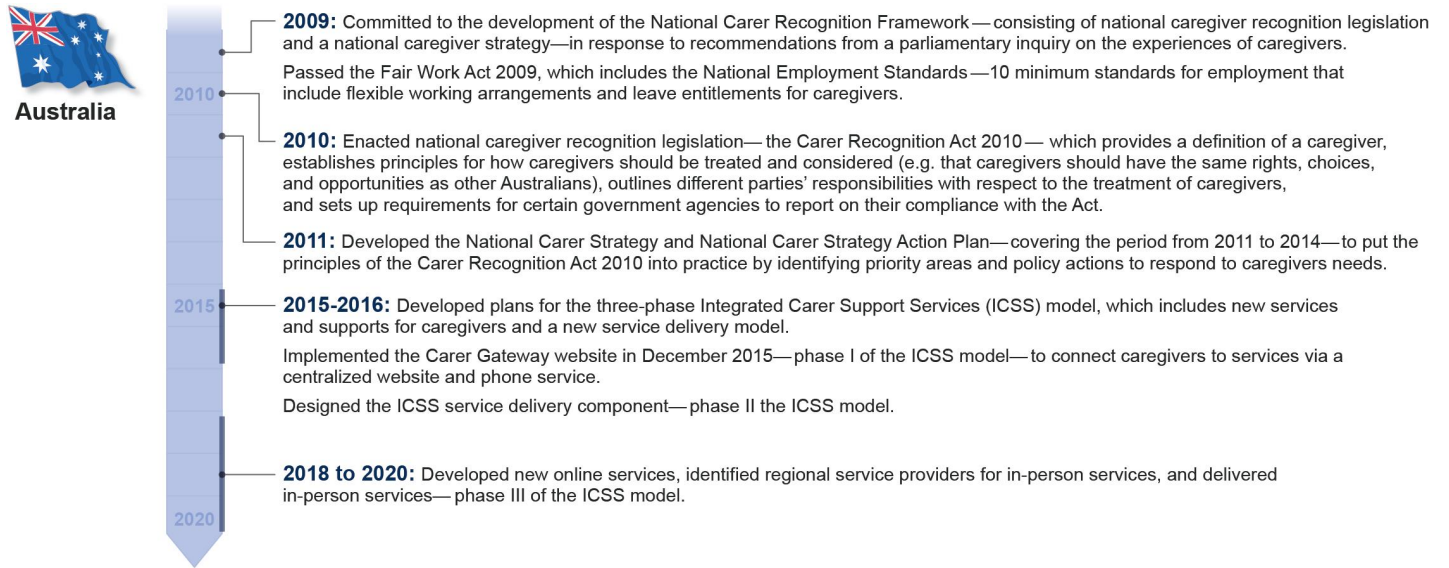 Australia
2009: Committed to the development of the National Carer Recognition Framework—consisting of national caregiver recognition legislation
and a national caregiver strategy—in response to recommendations from a parliamentary inquiry on the experiences of caregivers.
Passed the Fair Work Act 2009, which includes the National Employment Standards—10 minimum standards for employment that
include flexible working arrangements and leave entitlements for caregivers.
2010
2010: Enacted national caregiver recognition legislation—the Carer Recognition Act 2010—which provides a definition of a caregiver,
establishes principles for how caregivers should be treated and considered (e.g. that caregivers should have the same rights, choices,
and opportunities as other Australians), outlines different parties’ responsibilities with respect to the treatment of caregivers,
and sets up requirements for certain government agencies to report on their compliance with the Act.
2011: Developed the National Carer Strategy and National Carer Strategy Action Plan—covering the period from 2011 to 2014—to put the
principles of the Carer Recognition Act 2010 into practice by identifying priority areas and policy actions to respond to caregivers needs.
2015
2015-2016: Developed plans for the three-phase Integrated Carer Support Services (ICSS) model, which includes new services
and supports for caregivers and a new service delivery model.
Implemented the Carer Gateway website in December 2015—phase I of the ICSS model—to connect caregivers to services via a
centralized website and phone service.
Designed the ICSS service delivery component—phase II the ICSS model.
2018 to 2020: Developed new online services, identified regional service providers for in-person services, and delivered
in-person services—phase III of the ICSS model.
2020